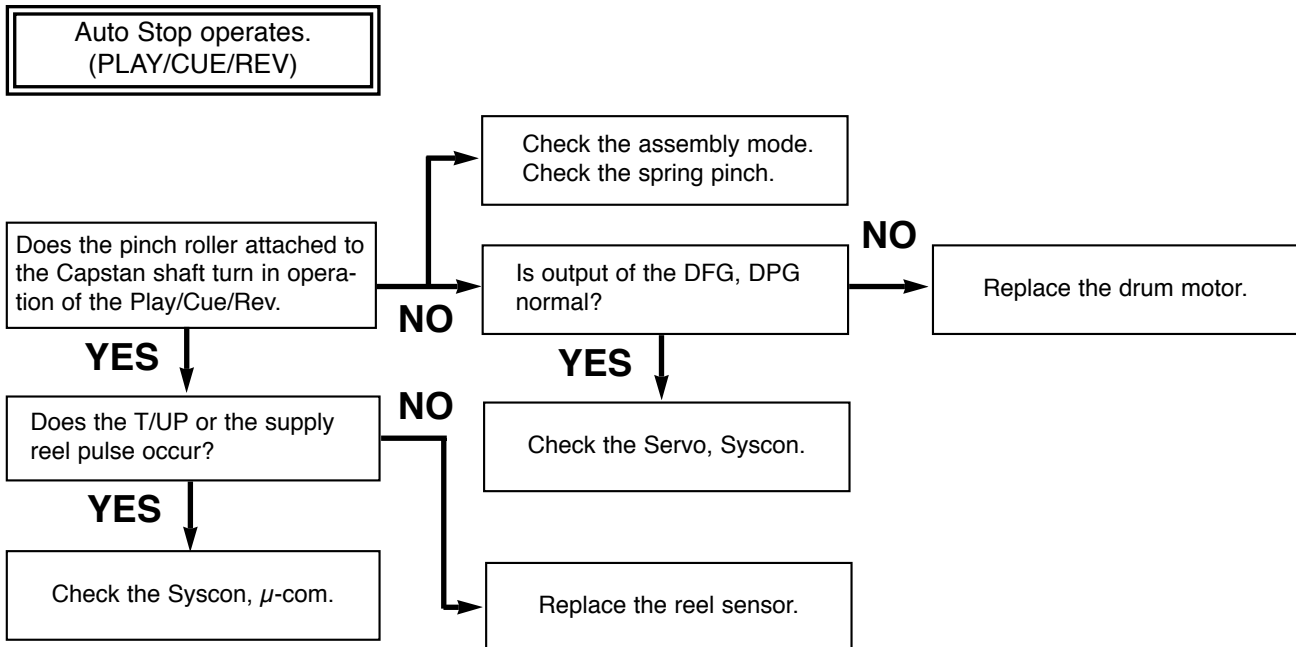 Auto Stop operates.
(PLAY/CUE/REV)
Check the assembly mode.
Check the spring pinch.
Does the pinch roller attached to
the Capstan shaft turn in opera-
tion of the Play/Cue/Rev.
NO
Is output of the DFG, DPG
normal?
NO
Replace the drum motor.
YES
YES
Does the T/UP or the supply
reel pulse occur?
NO
Check the Servo, Syscon.
YES
Check the Syscon, μ-com.
Replace the reel sensor.